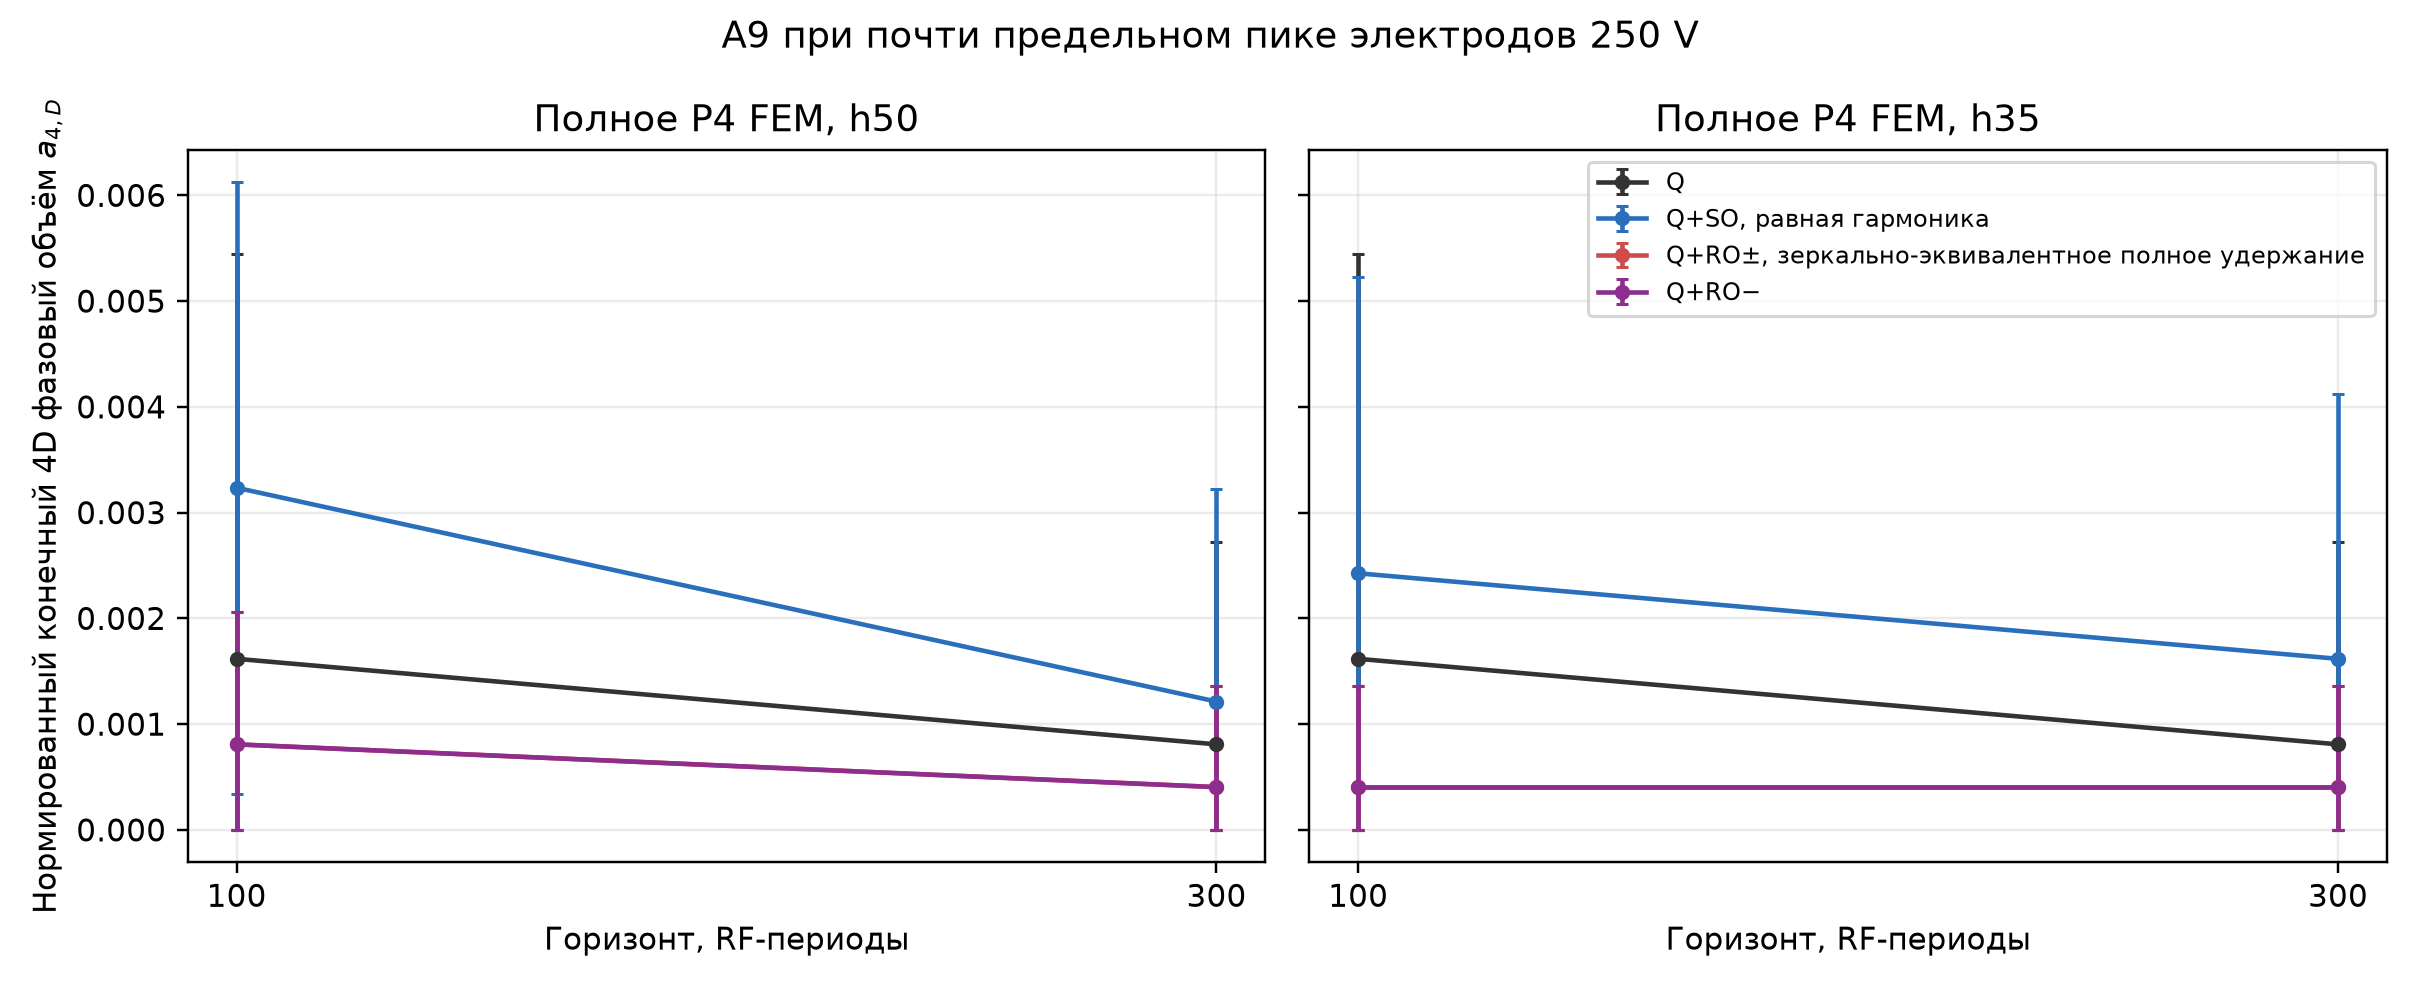 A9 при почти предельном пике электродов 250 V
Полное P4 FEM, h50
Нормированный конечный 4D фазовый объём a4,D
0.006
0.005
0.004
0.003
0.002
0.001
0.000
100
300
Горизонт, RF-периоды
Полное P4 FEM, h35
Q
Q+SO, равная гармоника
Q+RO±, зеркально-эквивалентное полное удержание
Q+RO−
100
300
Горизонт, RF-периоды